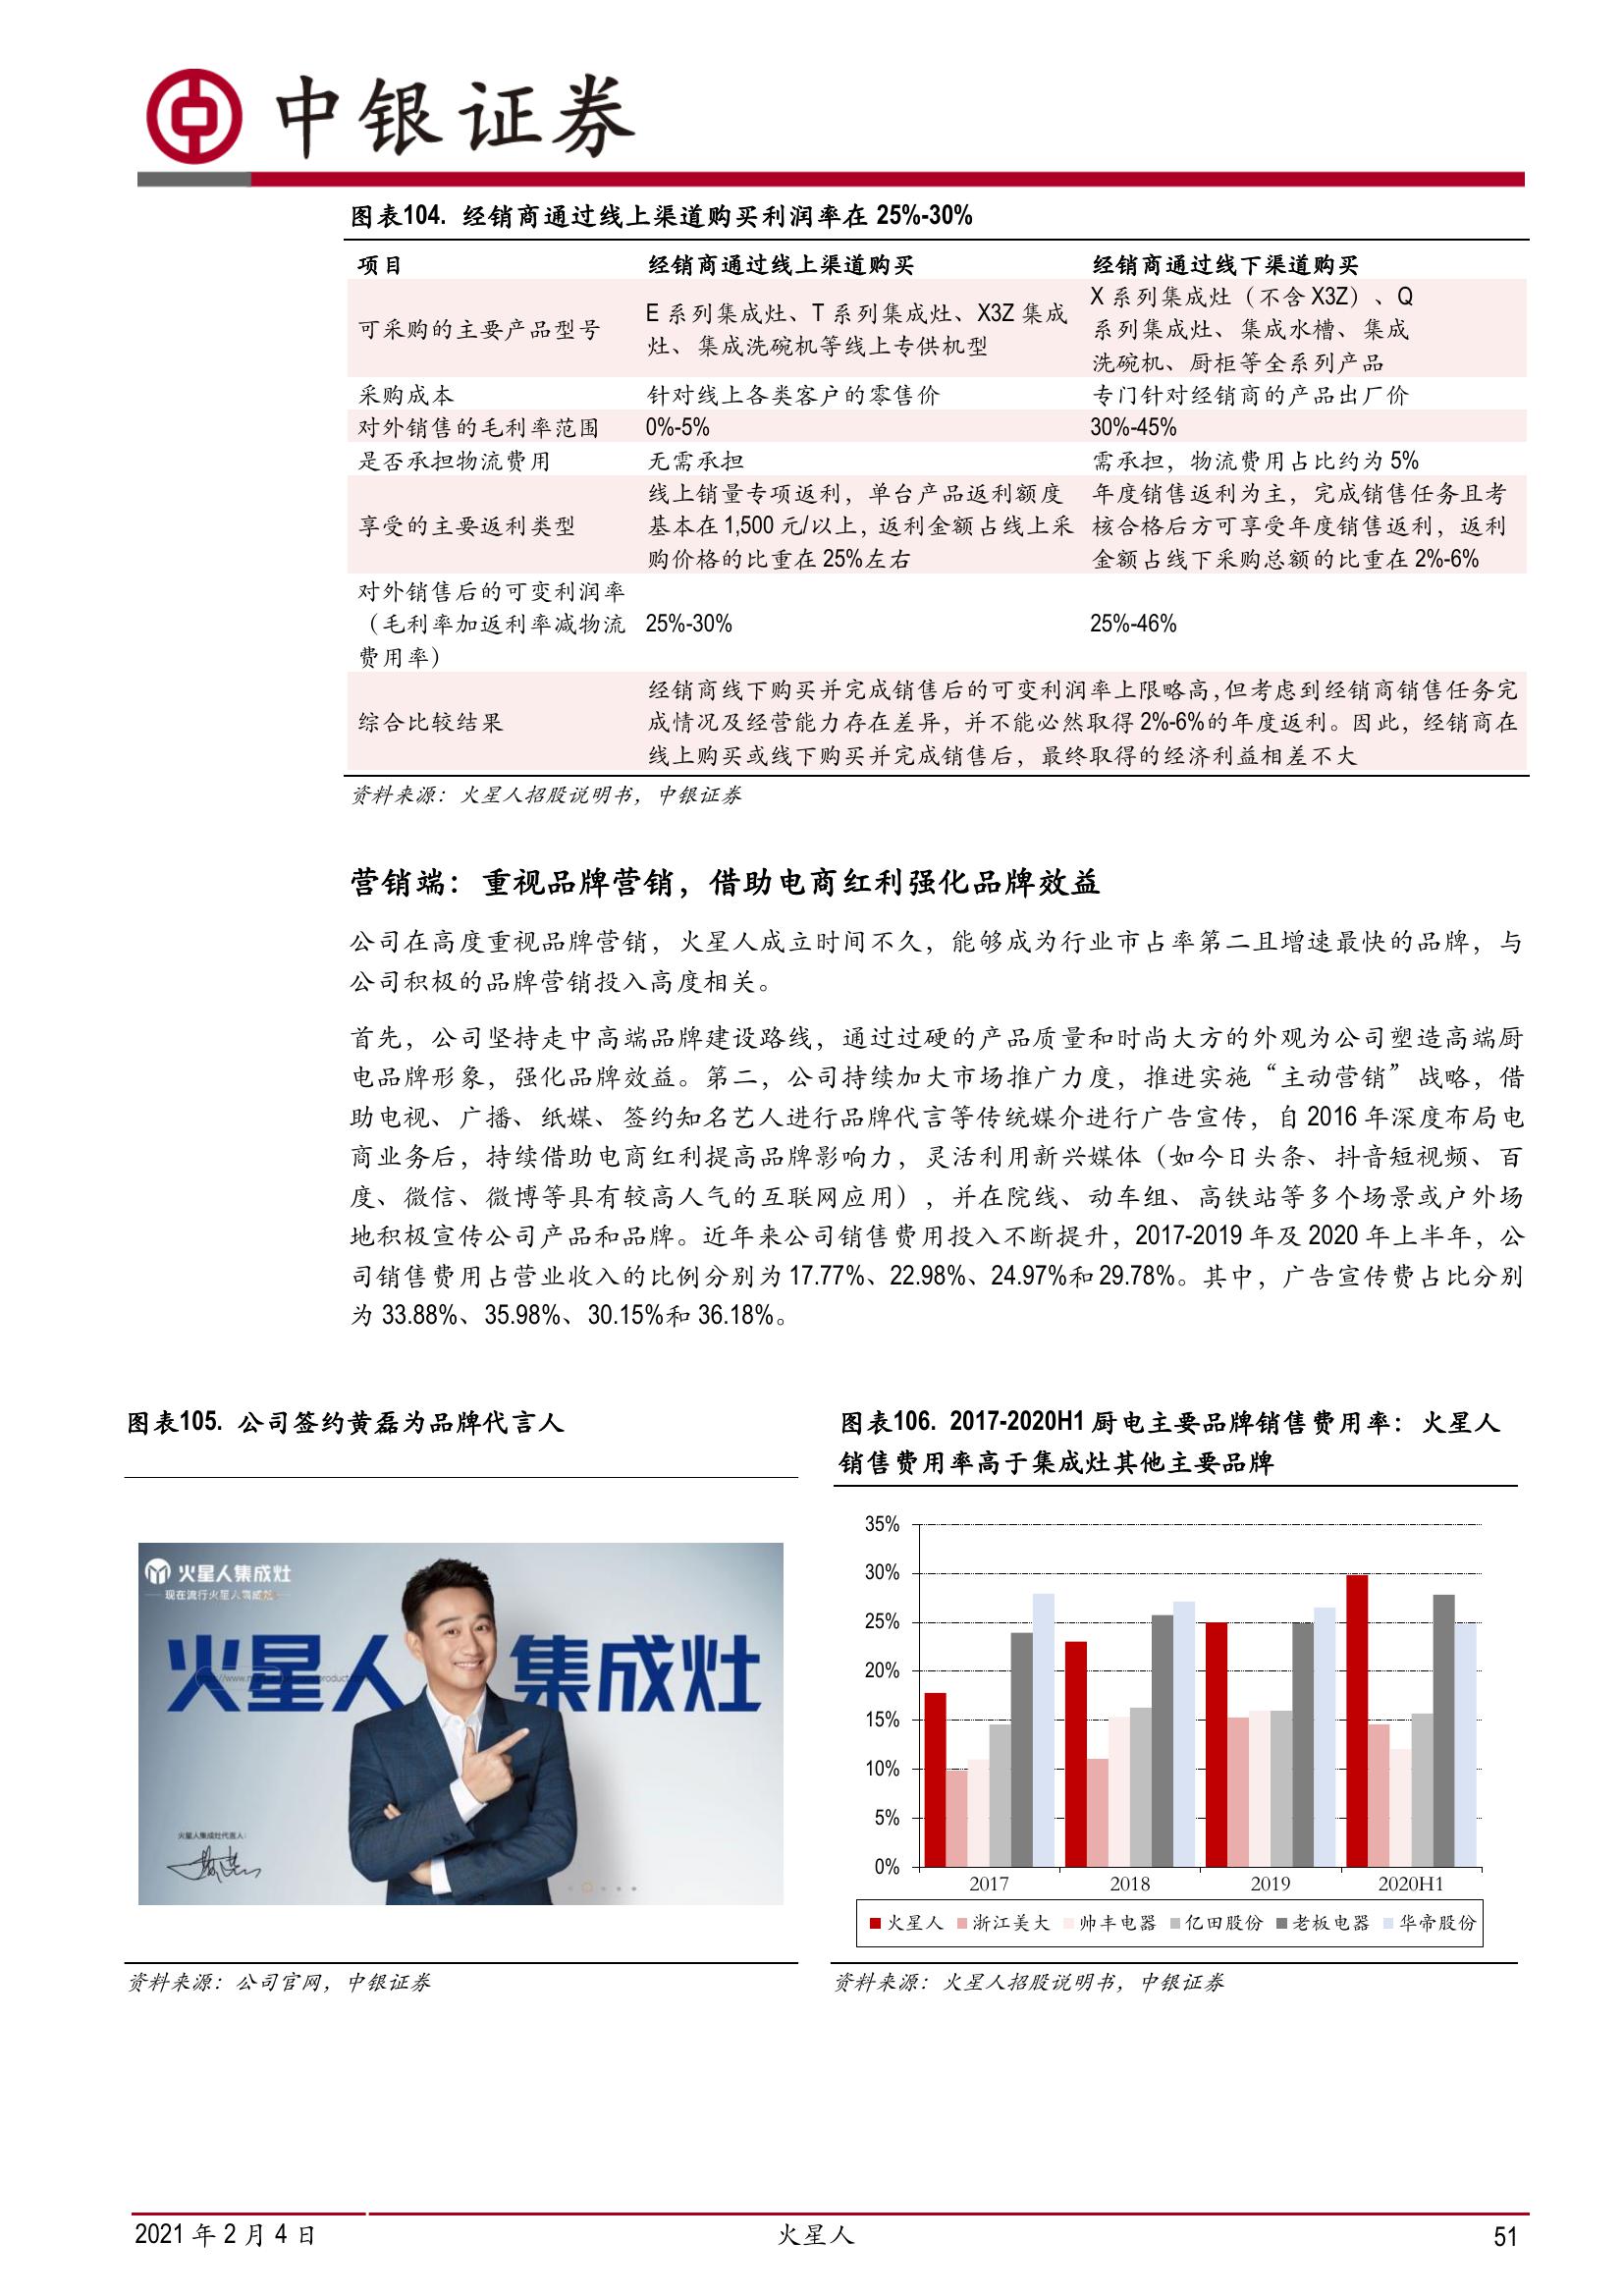 中银证券
图表104. 经销商通过线上渠道购买利润率在 25%-30%
项目 经销商通过线上渠道购买 经销商通过线下渠道购买
可采购的主要产品型号
E 系列集成灶、T 系列集成灶、X3Z 集成
灶、集成洗碗机等线上专供机型
X 系列集成灶（不含 X3Z）、Q
系列集成灶、集成水槽、集成
洗碗机、厨柜等全系列产品
采购成本 针对线上各类客户的零售价 专门针对经销商的产品出厂价
对外销售的毛利率范围 0%-5% 30%-45%
是否承担物流费用 无需承担 需承担，物流费用占比约为 5%
享受的主要返利类型
线上销量专项返利，单台产品返利额度
基本在 1,500 元/以上，返利金额占线上采
购价格的比重在 25%左右
年度销售返利为主，完成销售任务且考
核合格后方可享受年度销售返利，返利
金额占线下采购总额的比重在 2%-6%
对外销售后的可变利润率
（毛利率加返利率减物流
费用率）
25%-30% 25%-46%
综合比较结果
经销商线下购买并完成销售后的可变利润率上限略高，但考虑到经销商销售任务完
成情况及经营能力存在差异，并不能必然取得 2%-6%的年度返利。因此，经销商在
线上购买或线下购买并完成销售后，最终取得的经济利益相差不大
资料来源：火星人招股说明书，中银证券
营销端：重视品牌营销，借助电商红利强化品牌效益
公司在高度重视品牌营销，火星人成立时间不久，能够成为行业市占率第二且增速最快的品牌，与
公司积极的品牌营销投入高度相关。
首先，公司坚持走中高端品牌建设路线，通过过硬的产品质量和时尚大方的外观为公司塑造高端厨
电品牌形象，强化品牌效益。第二，公司持续加大市场推广力度，推进实施“主动营销”战略，借
助电视、广播、纸媒、签约知名艺人进行品牌代言等传统媒介进行广告宣传，自 2016 年深度布局电
商业务后，持续借助电商红利提高品牌影响力，灵活利用新兴媒体（如今日头条、抖音短视频、百
度、微信、微博等具有较高人气的互联网应用），并在院线、动车组、高铁站等多个场景或户外场
地积极宣传公司产品和品牌。近年来公司销售费用投入不断提升，2017-2019 年及 2020 年上半年，公
司销售费用占营业收入的比例分别为 17.77%、22.98%、24.97%和 29.78%。其中，广告宣传费占比分别
为 33.88%、35.98%、30.15%和 36.18%。
图表105. 公司签约黄磊为品牌代言人
火星人集成灶
现在流行火星人
火星人 集成灶
火星人集成灶代言人:
资料来源：公司官网，中银证券
图表106. 2017-2020H1 厨电主要品牌销售费用率：火星人
销售费用率高于集成灶其他主要品牌
35%
30%
25%
20%
15%
10%
5%
0%
2017 2018 2019 2020H1
火星人 浙江美大 帅丰电器 亿田股份 老板电器 华帝股份
资料来源：火星人招股说明书，中银证券
2021 年 2 月 4 日 火星人 51